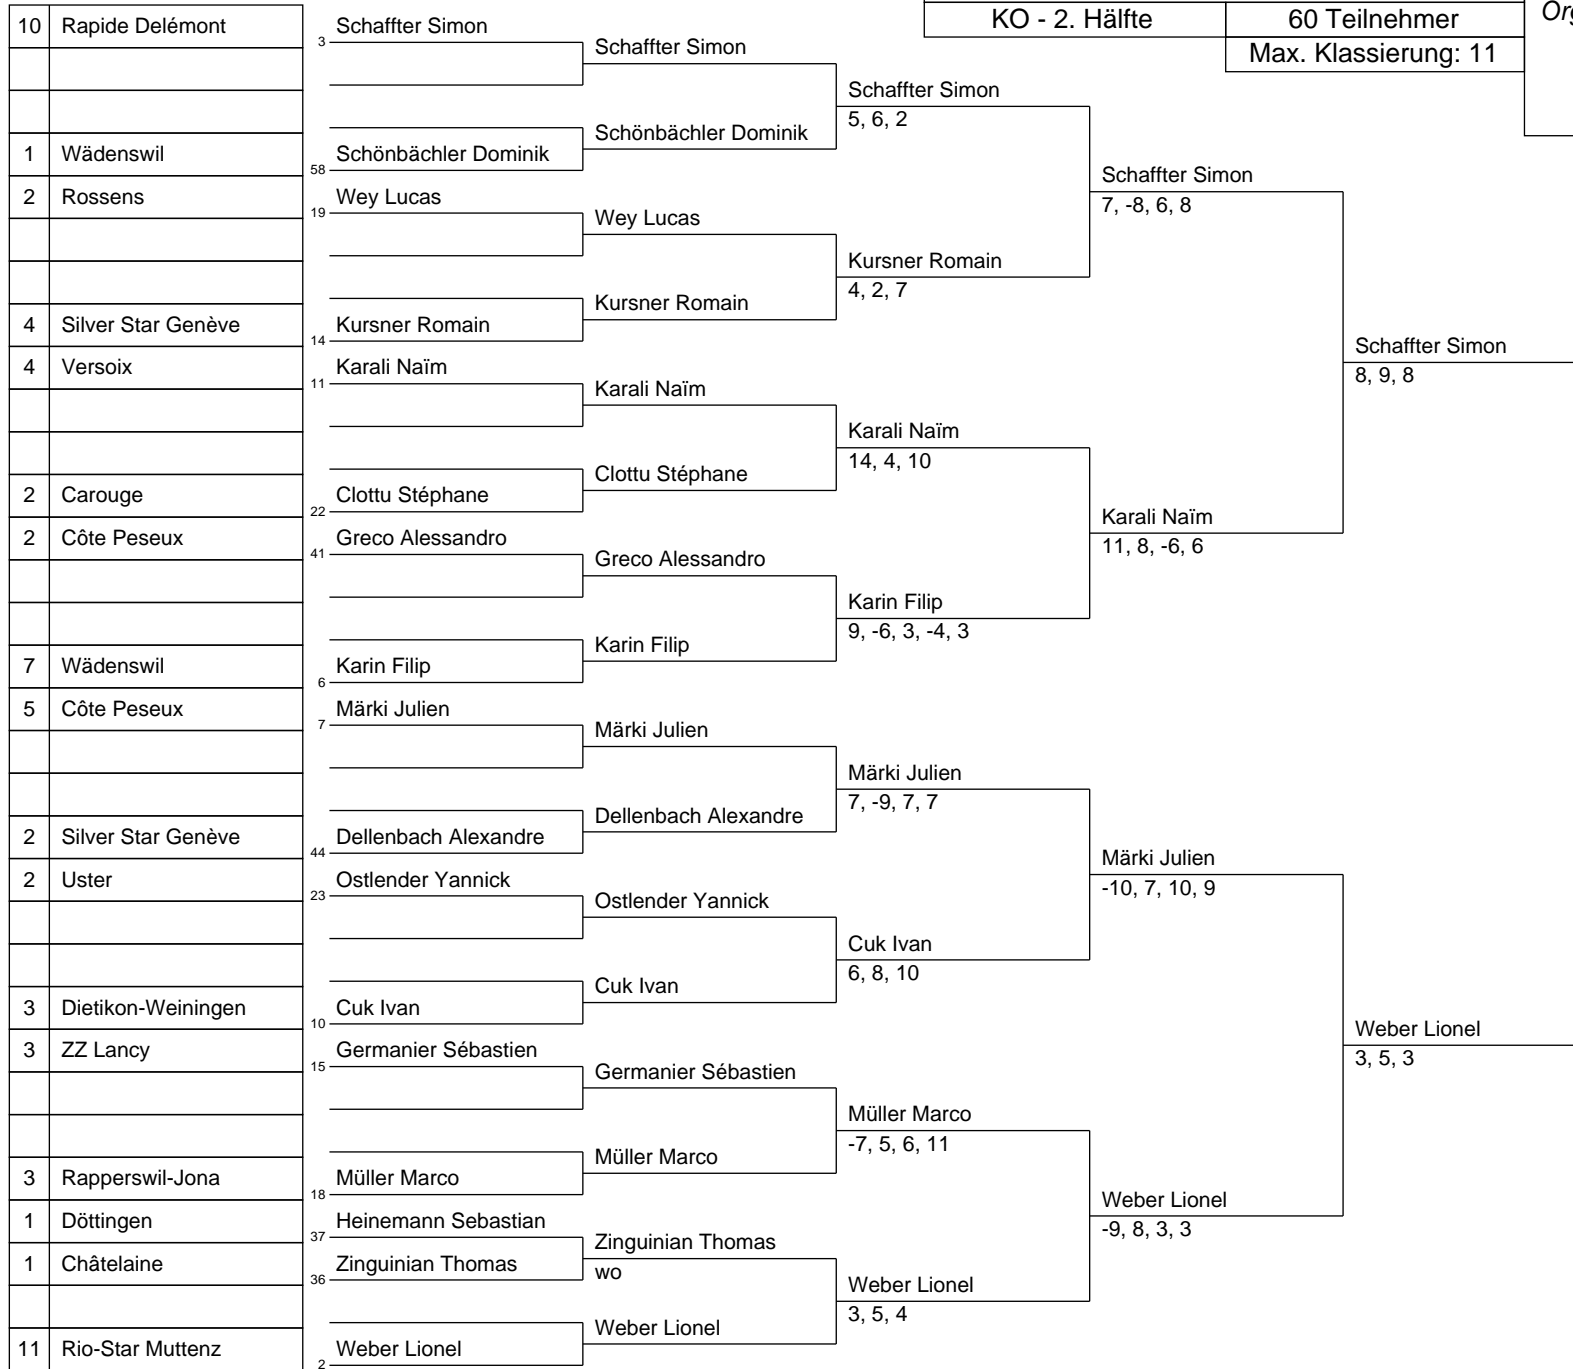 KO - 2. Hälfte
60 Teilnehmer
Max. Klassierung: 11
10 Rapide Delémont 3 Schaffter Simon
Schaffter Simon
Schaffter Simon
5, 6, 2
Schönbächler Dominik
1 Wädenswil 58 Schönbächler Dominik
Schaffter Simon
7, -8, 6, 8
2 Rossens 19 Wey Lucas
Wey Lucas
Kursner Romain
4, 2, 7
Kursner Romain
4 Silver Star Genève 14 Kursner Romain
Schaffter Simon
8, 9, 8
4 Versoix 11 Karali Naïm
Karali Naïm
Karali Naïm
14, 4, 10
Clottu Stéphane
2 Carouge 22 Clottu Stéphane
Karali Naïm
11, 8, -6, 6
2 Côte Peseux 41 Greco Alessandro
Greco Alessandro
Karin Filip
9, -6, 3, -4, 3
Karin Filip
7 Wädenswil 6 Karin Filip
5 Côte Peseux 7 Märki Julien
Märki Julien
Märki Julien
7, -9, 7, 7
Dellenbach Alexandre
2 Silver Star Genève 44 Dellenbach Alexandre
Märki Julien
-10, 7, 10, 9
2 Uster 23 Ostlender Yannick
Ostlender Yannick
Cuk Ivan
6, 8, 10
Cuk Ivan
3 Dietikon-Weiningen 10 Cuk Ivan
Weber Lionel
3, 5, 3
3 ZZ Lancy 15 Germanier Sébastien
Germanier Sébastien
Müller Marco
-7, 5, 6, 11
Müller Marco
3 Rapperswil-Jona 18 Müller Marco
Weber Lionel
-9, 8, 3, 3
1 Döttingen 37 Heinemann Sebastian
Zinguinian Thomas
wo
1 Châtelaine 36 Zinguinian Thomas
Weber Lionel
3, 5, 4
Weber Lionel
11 Rio-Star Muttenz 2 Weber Lionel